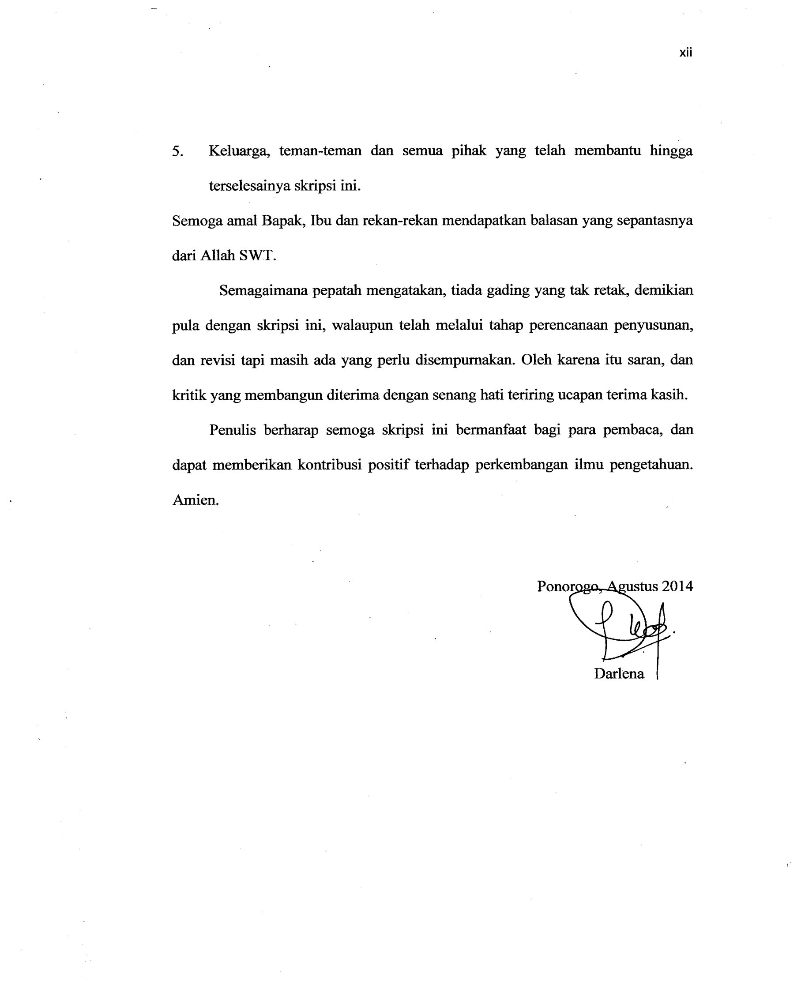 xii
5. Keluarga, teman-teman dan semua pihak yang telah membantu hingga
terselesainya skripsi ini.
Semoga amal Bapak, Ibu dan rekan-rekan mendapatkan balasan yang sepantasnya
dari Allah SWT.
Semagaimana pepatah mengatakan, tiada gading yang tak retak, demikian
pula dengan skripsi ini, walaupun telah melalui tahap perencanaan penyusunan,
dan revisi tapi masih ada yang perlu disempurnakan. Oleh karena itu saran, dan
kritik yang membangun diterima dengan senang hati teriring ucapan terima kasih.
Penulis berharap semoga skripsi ini bermanfaat bagi para pembaca, dan
dapat memberikan kontribusi positif terhadap perkembangan ilmu pengetahuan.
Amien.
Ponorogo, Agustus 2014
Darlena